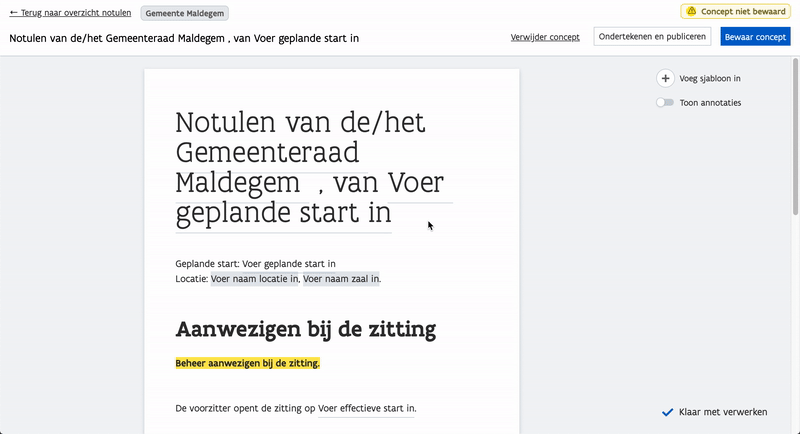 ← Terug naar overzicht notulen
Gemeente Maldegem
Concept niet bewaard
Notulen van de/het Gemeenteraad Maldegem , van Voer geplande start in
Verwijder concept
Ondertekenen en publiceren
Bewaar concept
Voeg sjabloon in
Toon annotaties
Notulen van de/het
Gemeenteraad
Maldegem , van Voer
geplande start in
Geplande start: Voer geplande start in
Locatie: Voer naam locatie in, Voer naam zaal in.
Aanwezigen bij de zitting
Beheer aanwezigen bij de zitting.
De voorzitter opent de zitting op Voer effectieve start in.
Klaar met verwerken